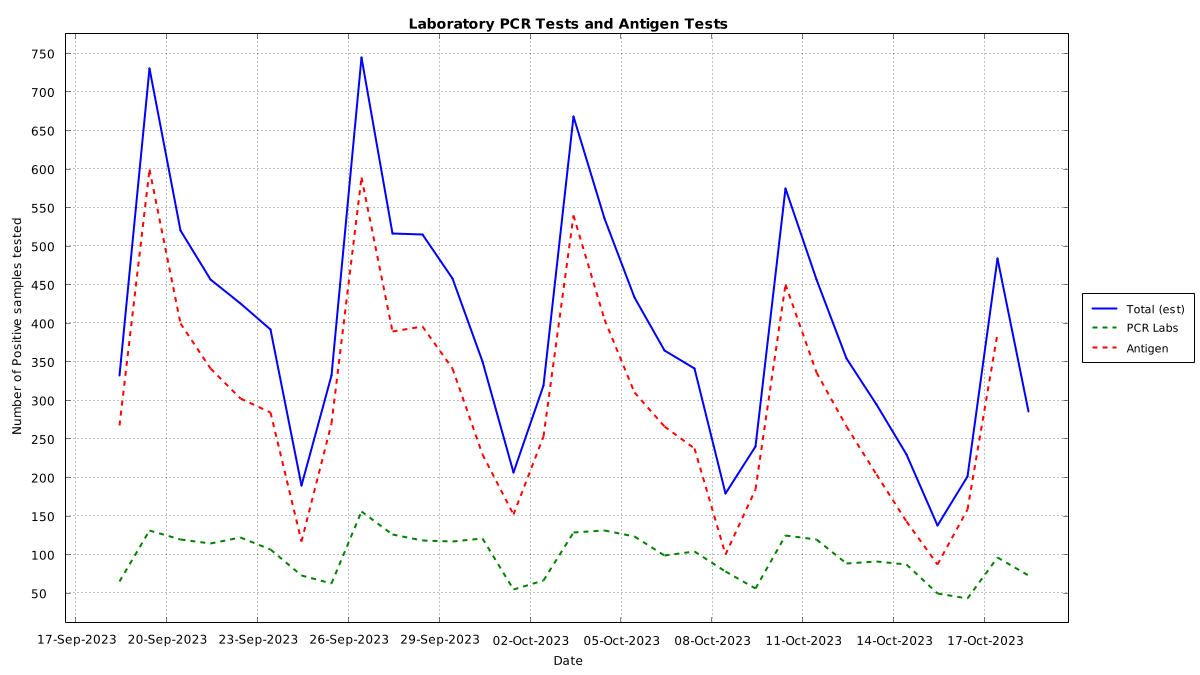 Laboratory PCR Tests and Antigen Tests
750
700
650
600
550
500
450
400
350
300
250
200
150
100
50
Number of Positive samples tested
17-Sep-2023 20-Sep-2023 23-Sep-2023 26-Sep-2023 29-Sep-2023 02-Oct-2023 05-Oct-2023 08-Oct-2023 11-Oct-2023 14-Oct-2023 17-Oct-2023
Date
Total (est)
PCR Labs
Antigen